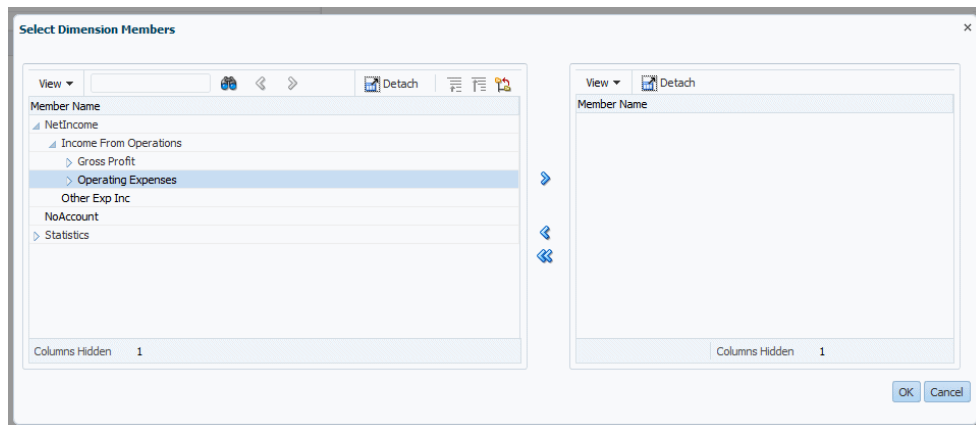 Select Dimension Members
View
Detach
Member Name
NetIncome
Income From Operations
Gross Profit
Operating Expenses
Other Exp Inc
NoAccount
Statistics
Columns Hidden 1
View
Detach
Member Name
Columns Hidden 1
OK
Cancel